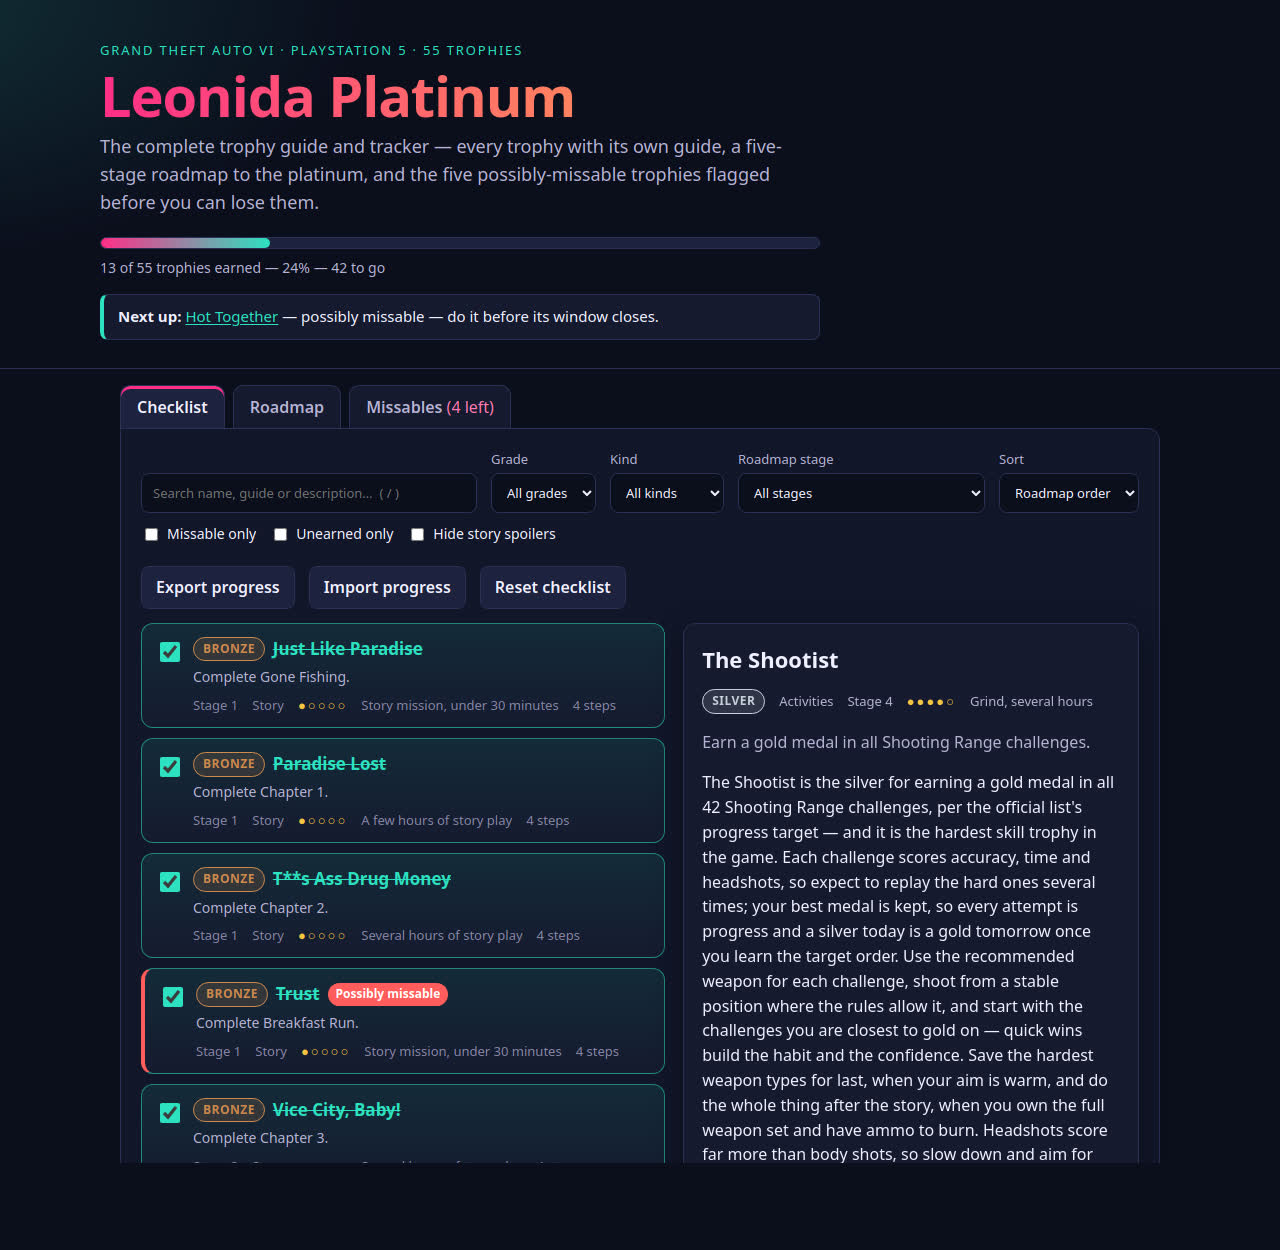 GRAND THEFT AUTO VI · PLAYSTATION 5 · 55 TROPHIES
Leonida Platinum
The complete trophy guide and tracker — every trophy with its own guide, a five-
stage roadmap to the platinum, and the five possibly-missable trophies flagged
before you can lose them.
13 of 55 trophies earned — 24% — 42 to go
Next up: Hot Together — possibly missable — do it before its window closes.
Checklist
Roadmap
Missables (4 left)
Search name, guide or description… ( / )
Grade
All grades
Kind
All kinds
Roadmap stage
All stages
Sort
Roadmap order
Missable only
Unearned only
Hide story spoilers
Export progress
Import progress
Reset checklist
BRONZE Just Like Paradise
Complete Gone Fishing.
Stage 1 Story ●○○○○ Story mission, under 30 minutes 4 steps
BRONZE Paradise Lost
Complete Chapter 1.
Stage 1 Story ●○○○○ A few hours of story play 4 steps
BRONZE T**s Ass Drug Money
Complete Chapter 2.
Stage 1 Story ●○○○○ Several hours of story play 4 steps
BRONZE Trust Possibly missable
Complete Breakfast Run.
Stage 1 Story ●○○○○ Story mission, under 30 minutes 4 steps
BRONZE Vice City, Baby!
Complete Chapter 3.
The Shootist
SILVER Activities Stage 4 ●●●●○ Grind, several hours
Earn a gold medal in all Shooting Range challenges.
The Shootist is the silver for earning a gold medal in all
42 Shooting Range challenges, per the official list's
progress target — and it is the hardest skill trophy in
the game. Each challenge scores accuracy, time and
headshots, so expect to replay the hard ones several
times; your best medal is kept, so every attempt is
progress and a silver today is a gold tomorrow once
you learn the target order. Use the recommended
weapon for each challenge, shoot from a stable
position where the rules allow it, and start with the
challenges you are closest to gold on — quick wins
build the habit and the confidence. Save the hardest
weapon types for last, when your aim is warm, and do
the whole thing after the story, when you own the full
weapon set and have ammo to burn. Headshots score
far more than body shots, so slow down and aim for